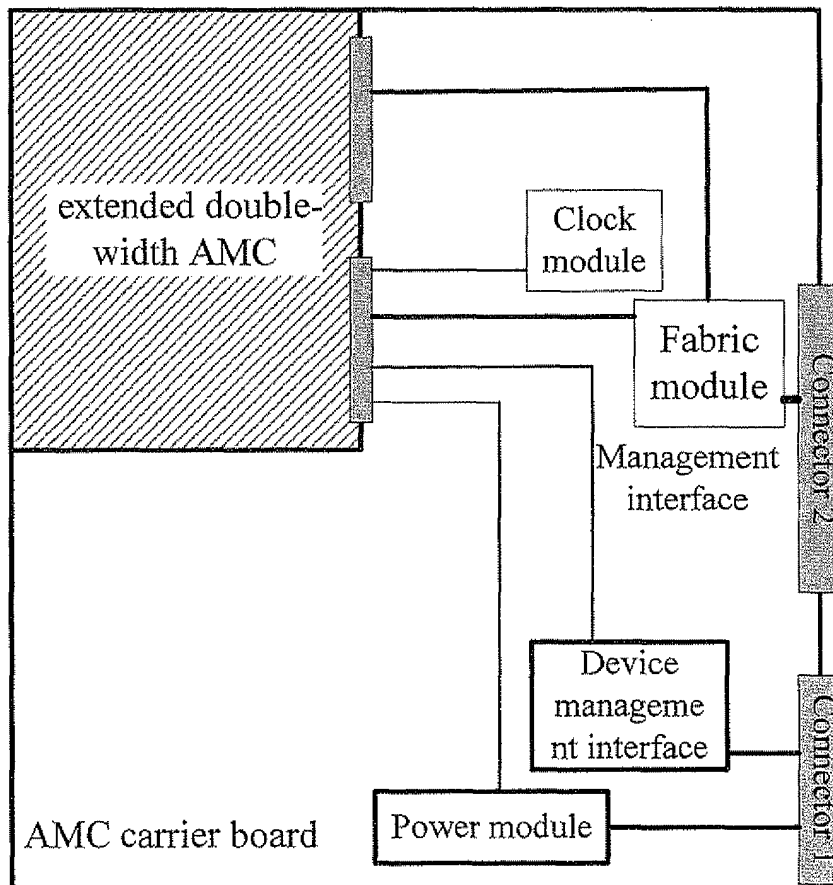 extended double-
width AMC
Clock
module
Fabric
module
Connector 2
Management
interface
Device
manageme
nt interface
Connector 1
Power module
AMC carrier board